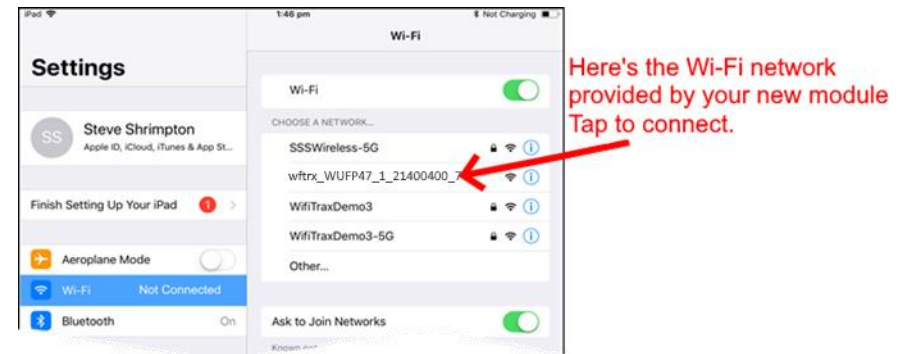 iPad 1:46 pm Not Charging
Wi-Fi
Settings
Wi-Fi
CHOOSE A NETWORK...
SS
Steve Shrimpton
Apple ID, iCloud, iTunes & App St...
SSSWireless-5G
wftrx_WUFP47_1_21400400_7
Finish Setting Up Your iPad 1
WifiTraxDemo3
WifiTraxDemo3-5G
Aeroplane Mode
Other...
Wi-Fi Not Connected
Bluetooth On
Ask to Join Networks
Known
Here's the Wi-Fi network
provided by your new module
Tap to connect.